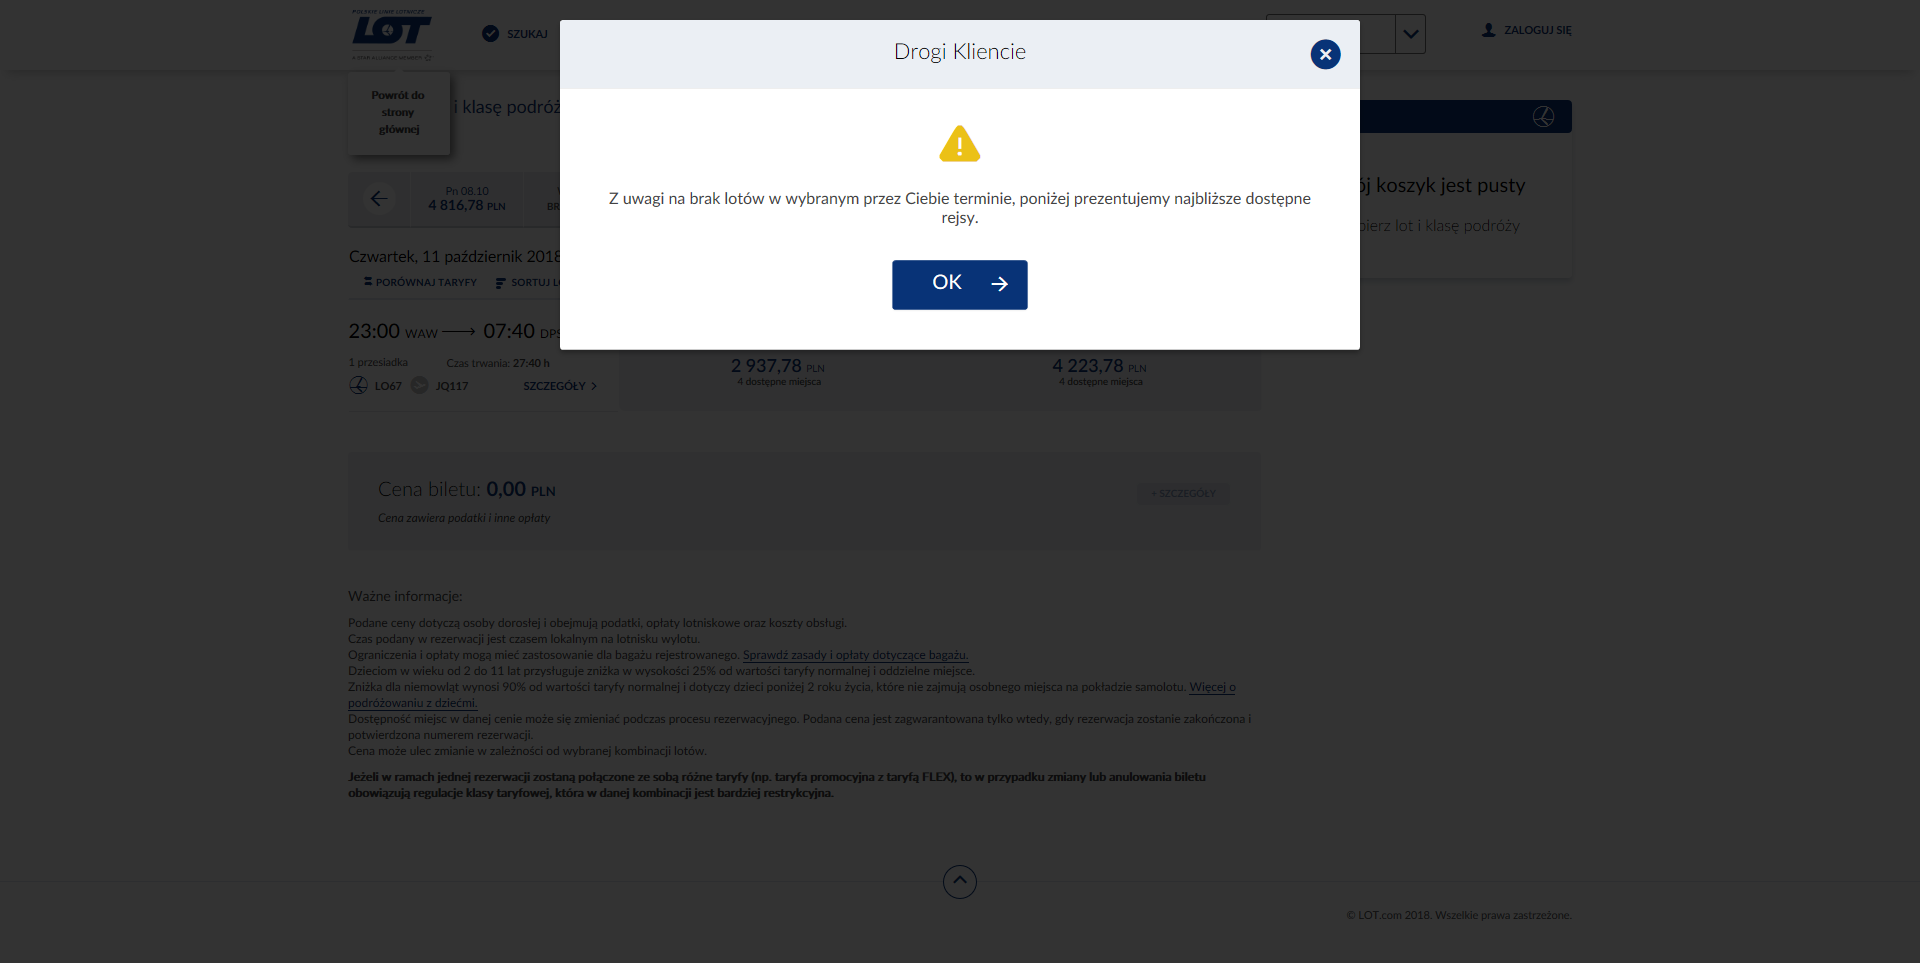 POLSKIE LINIE LOTNICZE
LOT
A STAR ALLIANCE MEMBER
SZUKAJ
ZALOGUJ SIĘ
Drogi Kliencie
Powrót do
strony
głównej
i klasę podróż
Z uwagi na brak lotów w wybranym przez Ciebie terminie, poniżej prezentujemy najbliższe dostępne
rejsy.
OK
ój koszyk jest pusty
bierz lot i klasę podróży
Pn 08.10
4 816,78 PLN
BR
Czwartek, 11 październik 2018
PORÓWNAJ TARYFY SORTUJ LO
23:00 WAW 07:40 DPS
1 przesiadka Czas trwania: 27:40 h
LO67 JQ117 SZCZEGÓŁY
2 937,78 PLN
4 dostępne miejsca
4 223,78 PLN
4 dostępne miejsca
Cena biletu: 0,00 PLN
+ SZCZEGÓŁY
Cena zawiera podatki i inne opłaty
Ważne informacje:
Podane ceny dotyczą osoby dorosłej i obejmują podatki, opłaty lotniskowe oraz koszty obsługi.
Czas podany w rezerwacji jest czasem lokalnym na lotnisku wylotu.
Ograniczenia i opłaty mogą mieć zastosowanie dla bagażu rejestrowanego. Sprawdź zasady i opłaty dotyczące bagażu.
Dzieciom w wieku od 2 do 11 lat przysługuje zniżka w wysokości 25% od wartości taryfy normalnej i oddzielne miejsce.
Zniżka dla niemowląt wynosi 90% od wartości taryfy normalnej i dotyczy dzieci poniżej 2 roku życia, które nie zajmują osobnego miejsca na pokładzie samolotu. Więcej o
podróżowaniu z dziećmi.
Dostępność miejsc w danej cenie może się zmieniać podczas procesu rezerwacyjnego. Podana cena jest zagwarantowana tylko wtedy, gdy rezerwacja zostanie zakończona i
potwierdzona numerem rezerwacji.
Cena może ulec zmianie w zależności od wybranej kombinacji lotów.
Jeżeli w ramach jednej rezerwacji zostaną połączone ze sobą różne taryfy (np. taryfa promocyjna z taryfą FLEX), to w przypadku zmiany lub anulowania biletu
obowiązują regulacje klasy taryfowej, która w danej kombinacji jest bardziej restrykcyjna.
© LOT.com 2018. Wszelkie prawa zastrzeżone.